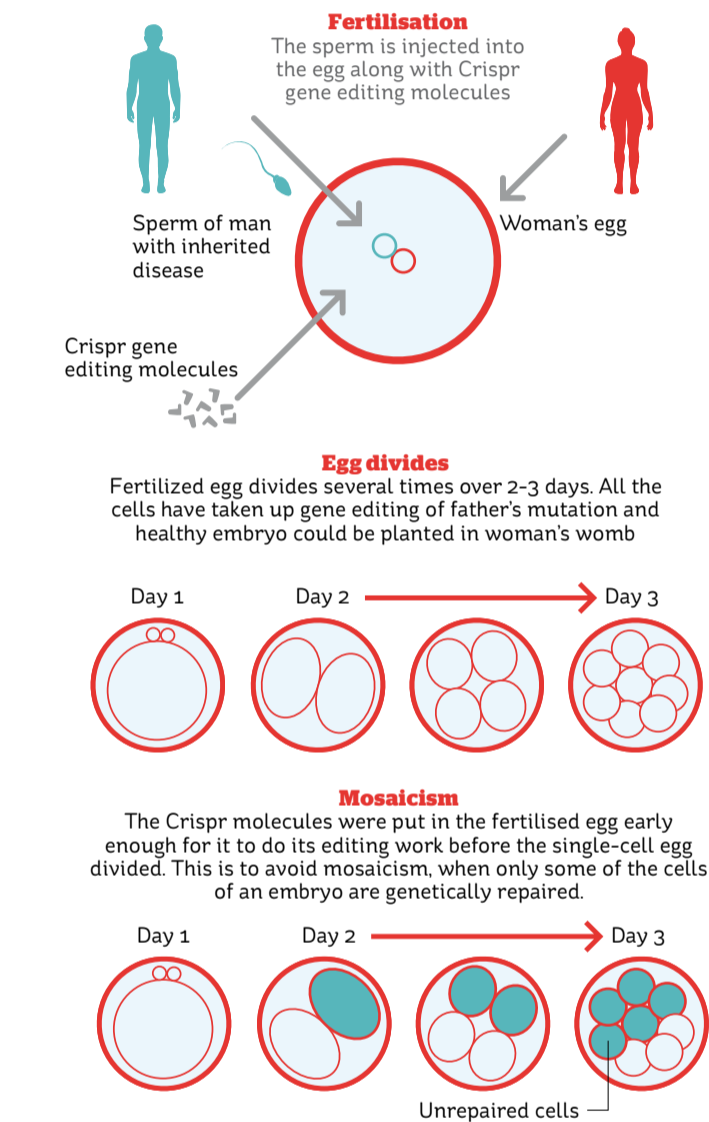 Fertilisation
The sperm is injected into
the egg along with Crispr
gene editing molecules
Sperm of man
with inherited
disease
Woman's egg
Crispr gene
editing molecules
Egg divides
Fertilized egg divides several times over 2-3 days. All the
cells have taken up gene editing of father's mutation and
healthy embryo could be planted in woman's womb
Day 1
Day 2
Day 3
Mosaicism
The Crispr molecules were put in the fertilised egg early
enough for it to do its editing work before the single-cell egg
divided. This is to avoid mosaicism, when only some of the cells
of an embryo are genetically repaired.
Day 1
Day 2
Day 3
Unrepaired cells